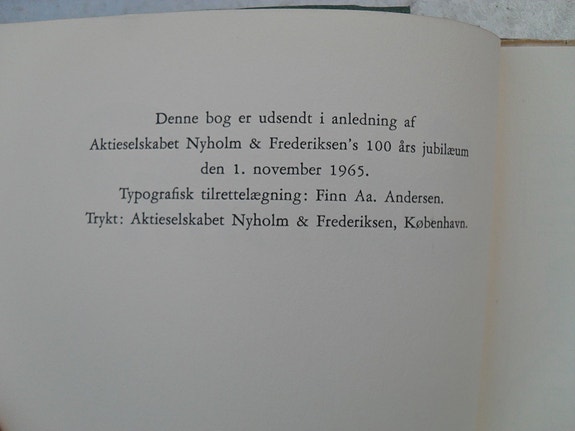 Denne bog er udsendt i anledning af
Aktieselskabet Nyholm & Frederiksen's 100 års jubilæum
den 1. november 1965.
Typografisk tilrettelægning: Finn Aa. Andersen.
Trykt: Aktieselskabet Nyholm & Frederiksen, København.